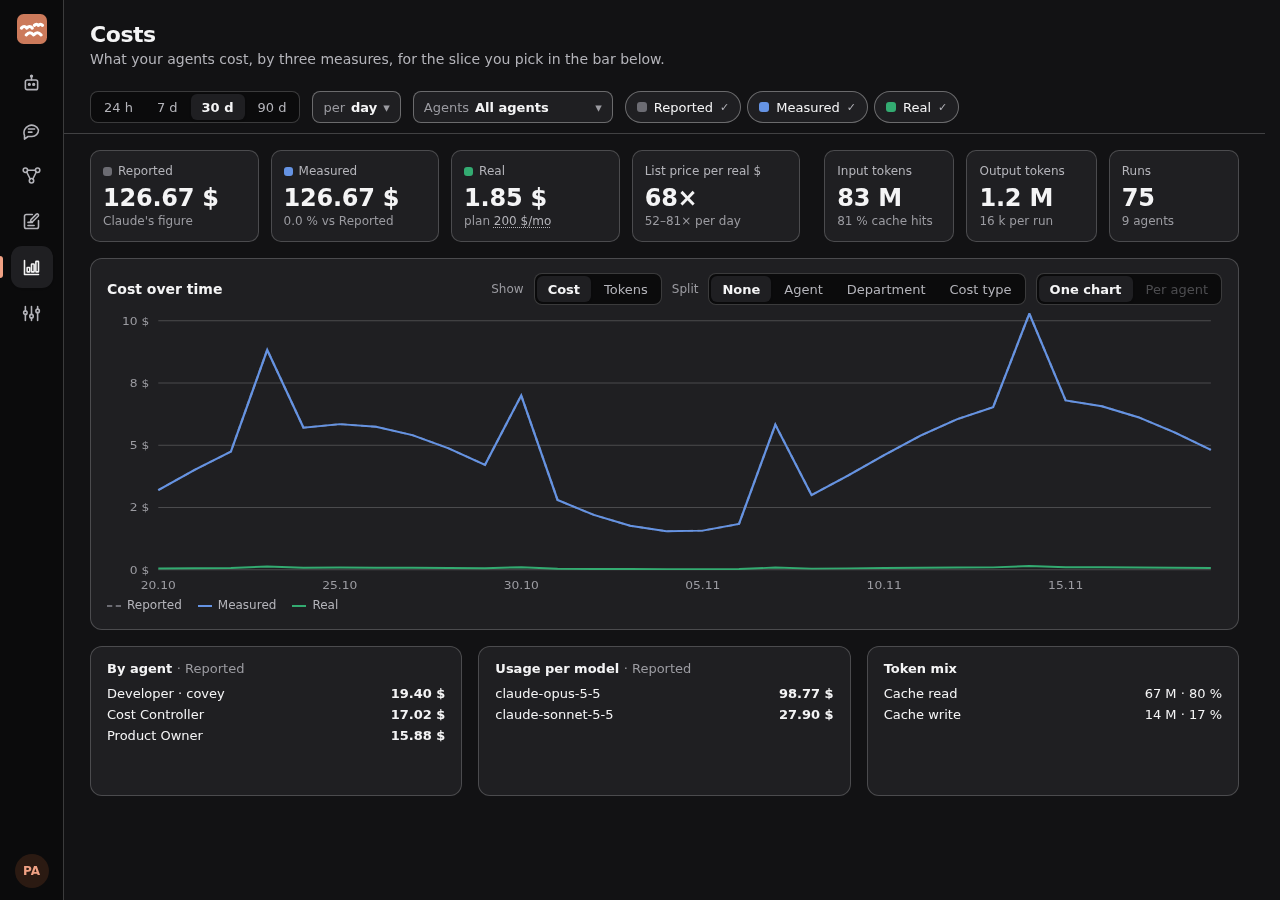 Costs
What your agents cost, by three measures, for the slice you pick in the bar below.
24 h 7 d 30 d 90 d per day ▾ Agents All agents ▾ Reported ✓ Measured ✓ Real ✓
Reported
126.67 $
Claude's figure
Measured
126.67 $
0.0 % vs Reported
Real
1.85 $
plan 200 $/mo
List price per real $
68×
52–81× per day
Input tokens
83 M
81 % cache hits
Output tokens
1.2 M
16 k per run
Runs
75
9 agents
Cost over time
Show Cost Tokens Split None Agent Department Cost type One chart Per agent
10 $
8 $
5 $
2 $
0 $
20.10 25.10 30.10 05.11 10.11 15.11
Reported Measured Real
By agent · Reported
Developer · covey 19.40 $
Cost Controller 17.02 $
Product Owner 15.88 $
Usage per model · Reported
claude-opus-5-5 98.77 $
claude-sonnet-5-5 27.90 $
Token mix
Cache read 67 M · 80 %
Cache write 14 M · 17 %
PA